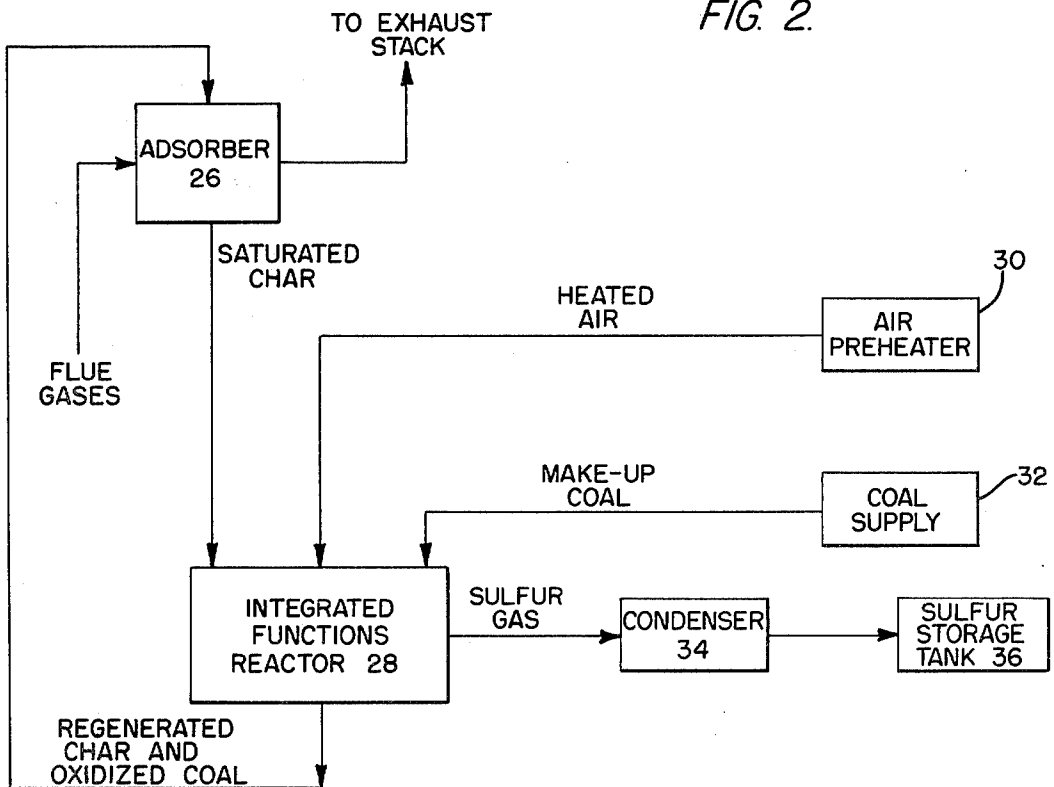 FIG. 2.
TO EXHAUST
STACK
ADSORBER
26
SATURATED
CHAR
FLUE
GASES
HEATED
AIR
30
AIR
PREHEATER
MAKE-UP
COAL
32
COAL
SUPPLY
INTEGRATED
FUNCTIONS
REACTOR 28
SULFUR
GAS
CONDENSER
34
SULFUR
STORAGE
TANK 36
REGENERATED
CHAR AND
OXIDIZED COAL